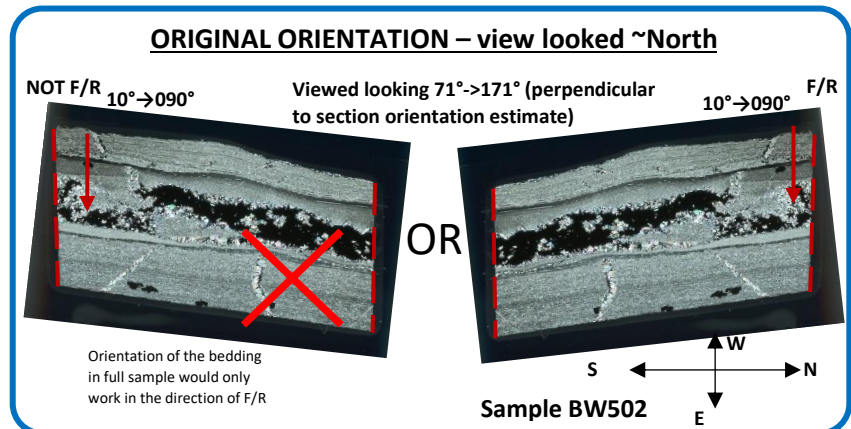 ORIGINAL ORIENTATION – view looked ~North
NOT F/R
10°→090°
Viewed looking 71°->171° (perpendicular
to section orientation estimate)
10°→090°
F/R
OR
Orientation of the bedding
in full sample would only
work in the direction of F/R
W
S
N
E
Sample BW502